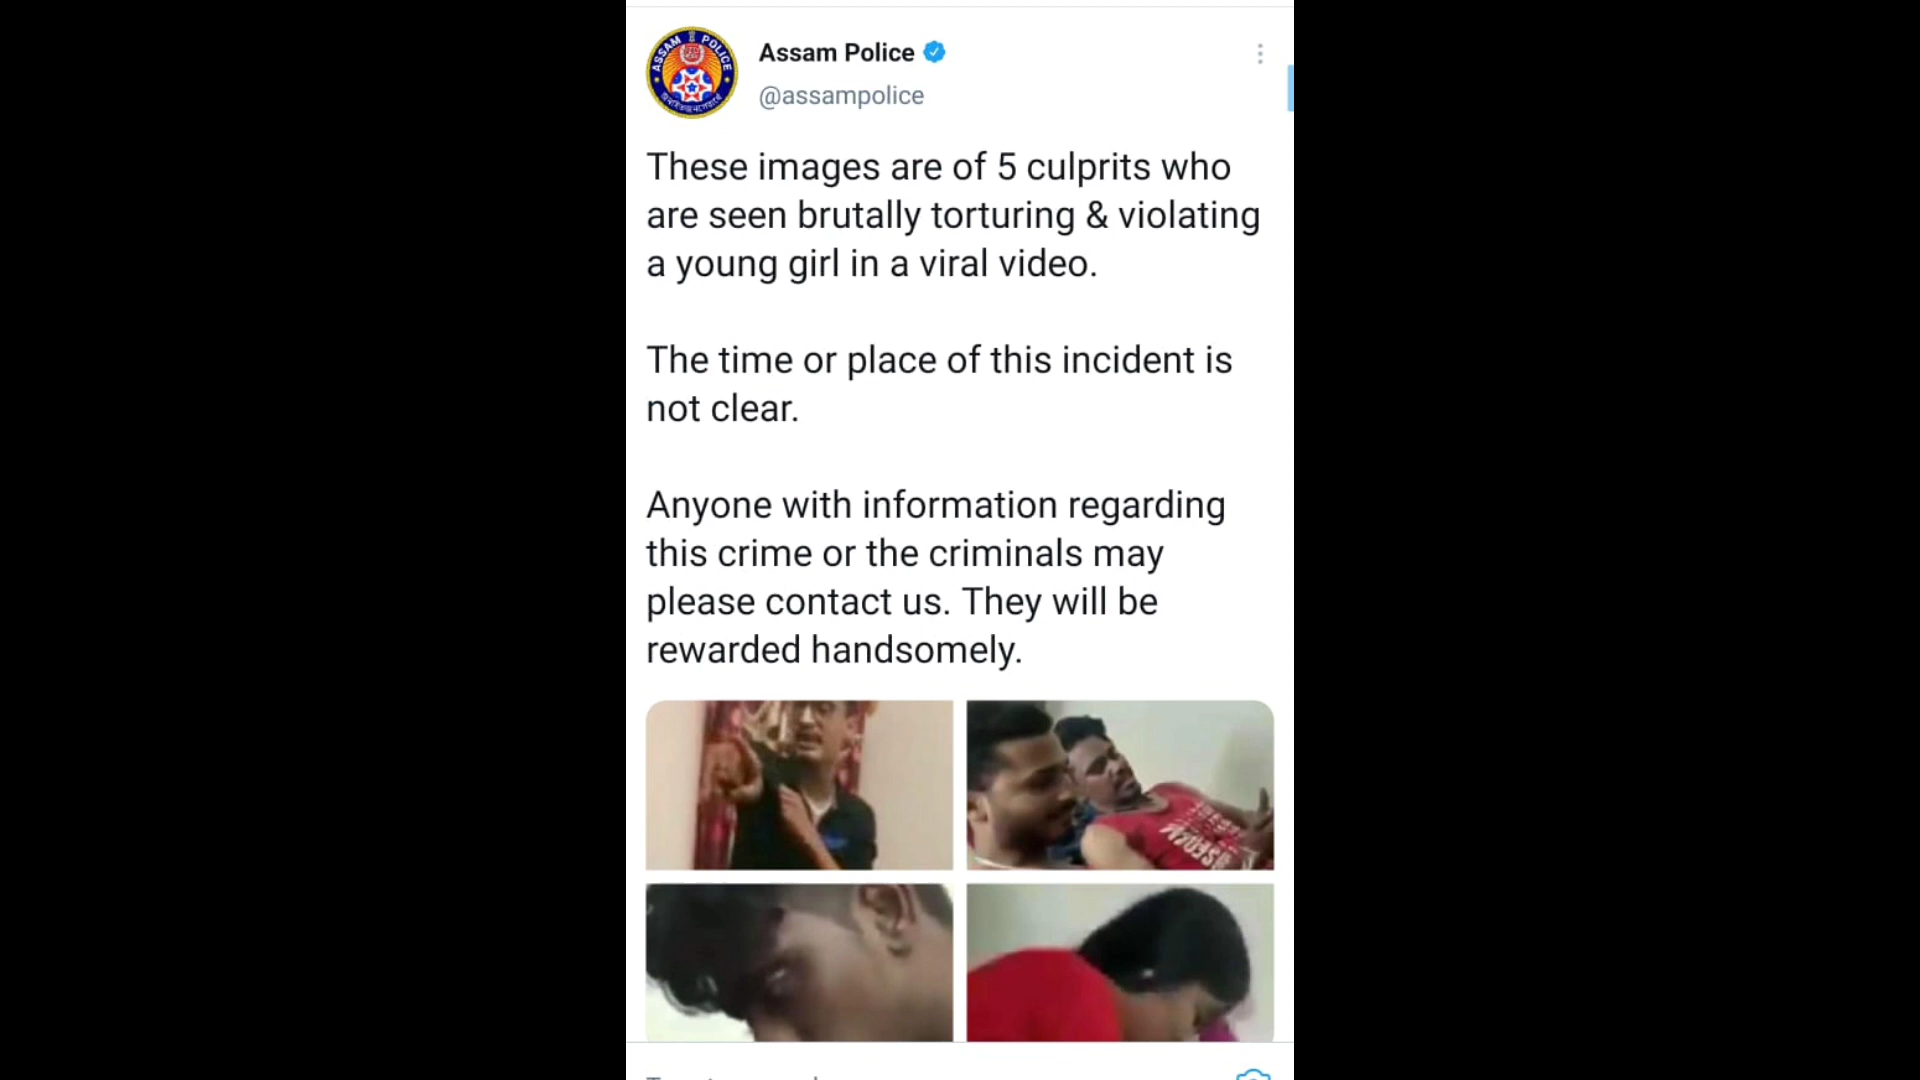 ASSAM POLICE
Assam Police
@assampolice
These images are of 5 culprits who
are seen brutally torturing & violating
a young girl in a viral video.
The time or place of this incident is
not clear.
Anyone with information regarding
this crime or the criminals may
please contact us. They will be
rewarded handsomely.